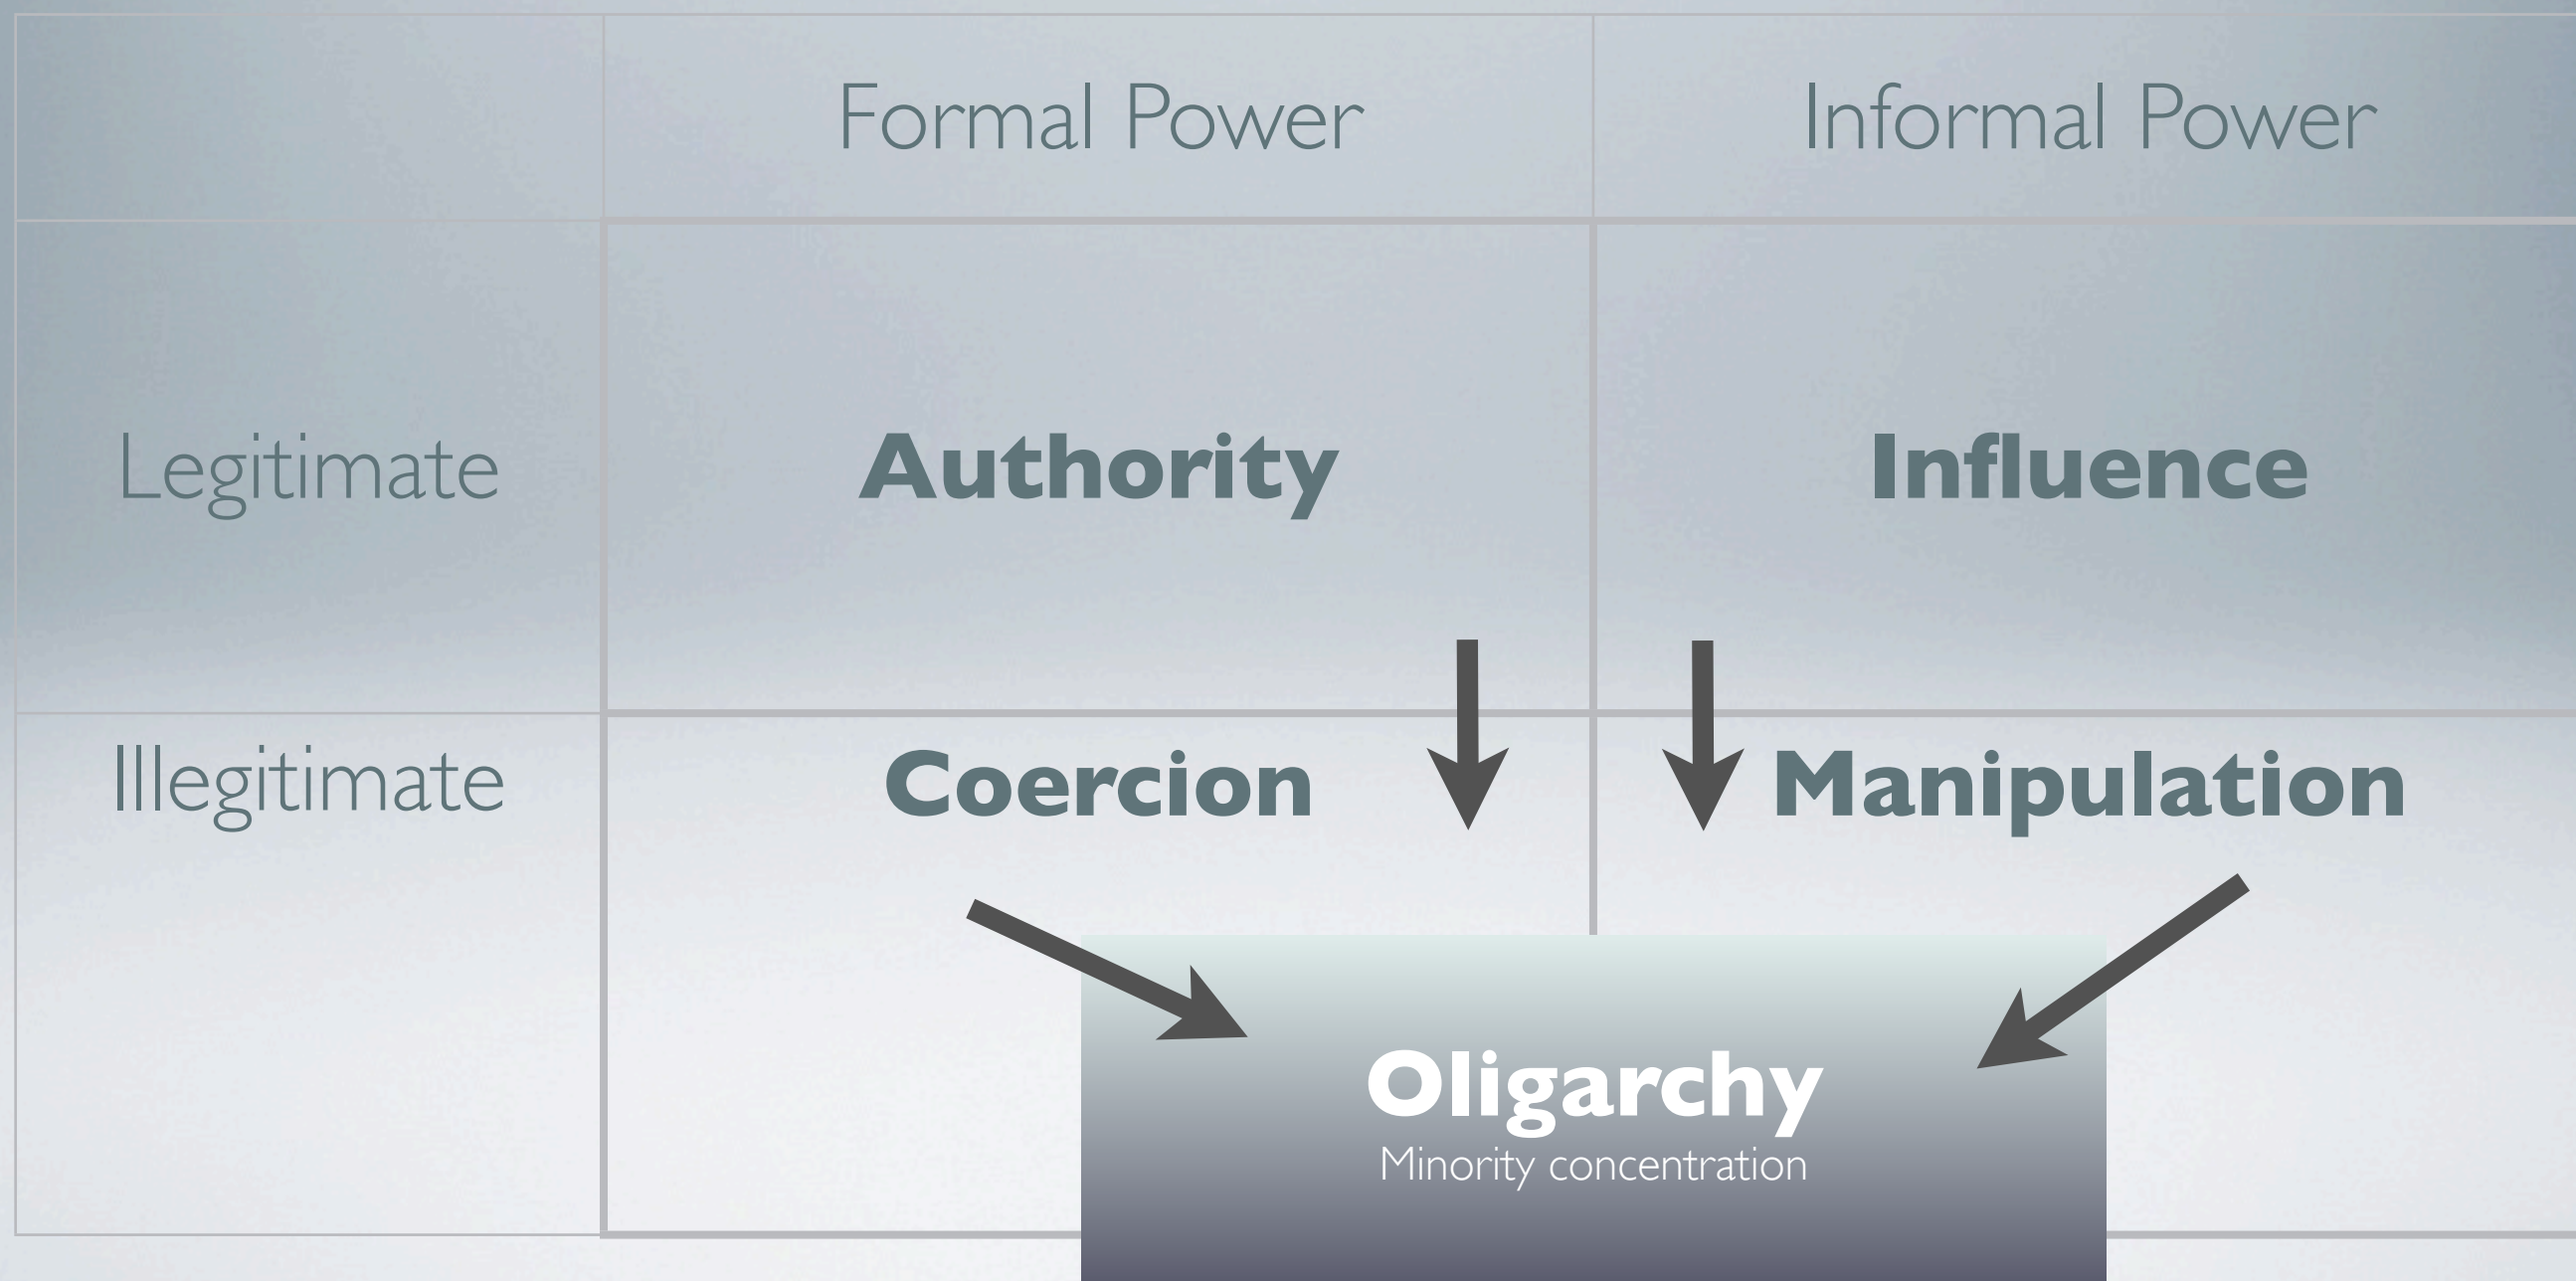 Formal Power
Informal Power
Legitimate
Authority
Influence
Illegitimate
Coercion
Manipulation
Oligarchy
Minority concentration